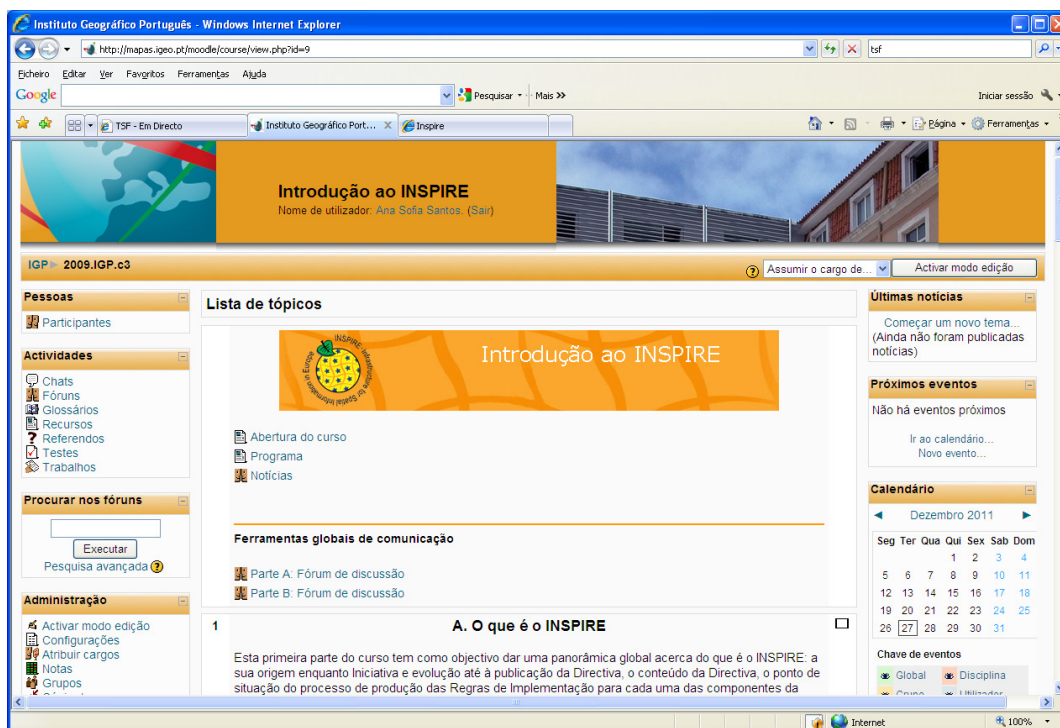 Instituto Geográfico Português - Windows Internet Explorer
http://mapas.igeo.pt/moodle/course/view.php?id=9
tsf
Ficheiro Editar Ver Favoritos Ferramentas Ajuda
Google Pesquisar Mais >> Iniciar sessão
TSF - Em Directo
Instituto Geográfico Port... X
Inspire
Página Ferramentas
Introdução ao INSPIRE
Nome de utilizador: Ana Sofia Santos. (Sair)
IGP 2009.IGP.c3
Assumir o cargo de...
Activar modo edição
Pessoas
Participantes
Actividades
Chats
Fóruns
Glossários
Recursos
Referendos
Testes
Trabalhos
Procurar nos fóruns
Executar
Pesquisa avançada
Administração
Activar modo edição
Configurações
Atribuir cargos
Notas
Grupos
Lista de tópicos
INSPIRE Infrastructure for Spatial Information in Europe
Introdução ao INSPIRE
Abertura do curso
Programa
Notícias
Ferramentas globais de comunicação
Parte A: Fórum de discussão
Parte B: Fórum de discussão
1 A. O que é o INSPIRE
Esta primeira parte do curso tem como objectivo dar uma panorâmica global acerca do que é o INSPIRE: a
sua origem enquanto Iniciativa e evolução até à publicação da Directiva, o conteúdo da Directiva, o ponto de
situação do processo de produção das Regras de Implementação para cada uma das componentes da
Últimas notícias
Começar um novo tema...
(Ainda não foram publicadas
notícias)
Próximos eventos
Não há eventos próximos
Ir ao calendário...
Novo evento...
Calendário
Dezembro 2011
Seg Ter Qua Qui Sex Sab Dom
1 2 3 4
5 6 7 8 9 10 11
12 13 14 15 16 17 18
19 20 21 22 23 24 25
26 27 28 29 30 31
Chave de eventos
Global Disciplina
Grupo Utilizador
Internet
100%